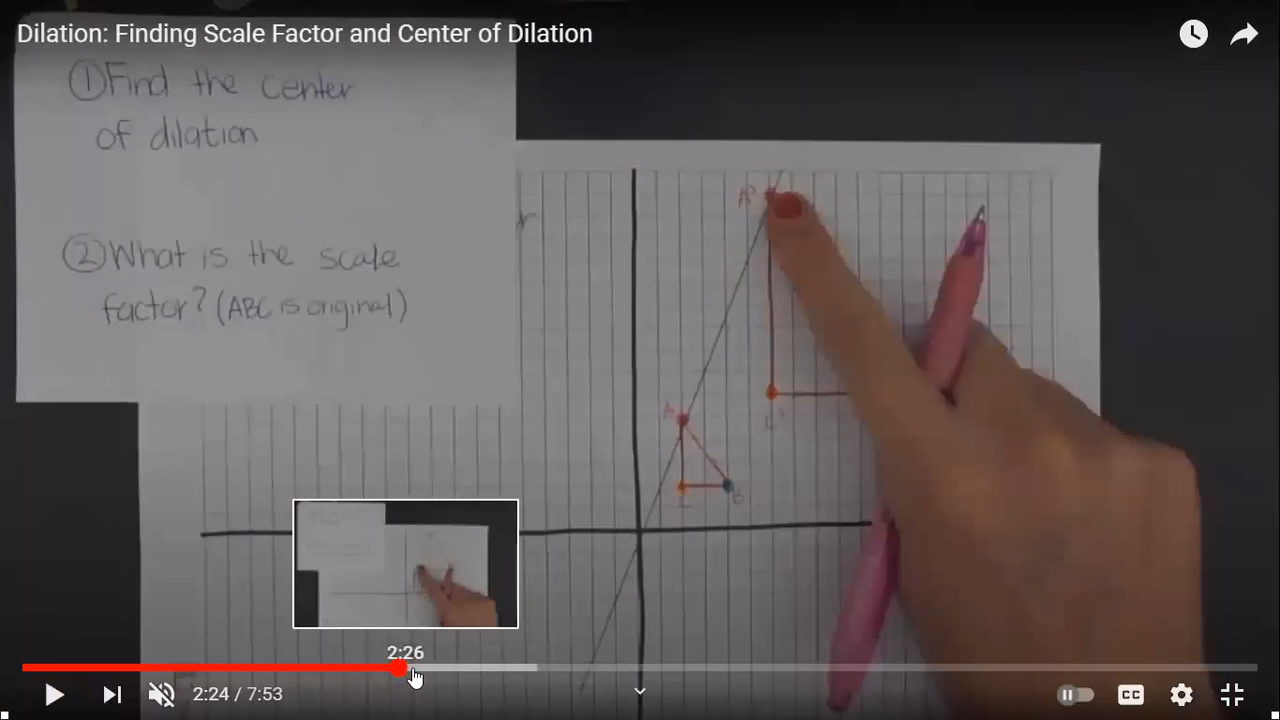 Dilation: Finding Scale Factor and Center of Dilation
①Find the center
of dilation
②What is the scale
factor? (ABC is original)
A'
C'
A
C
B
2:26
2:24 / 7:53
CC